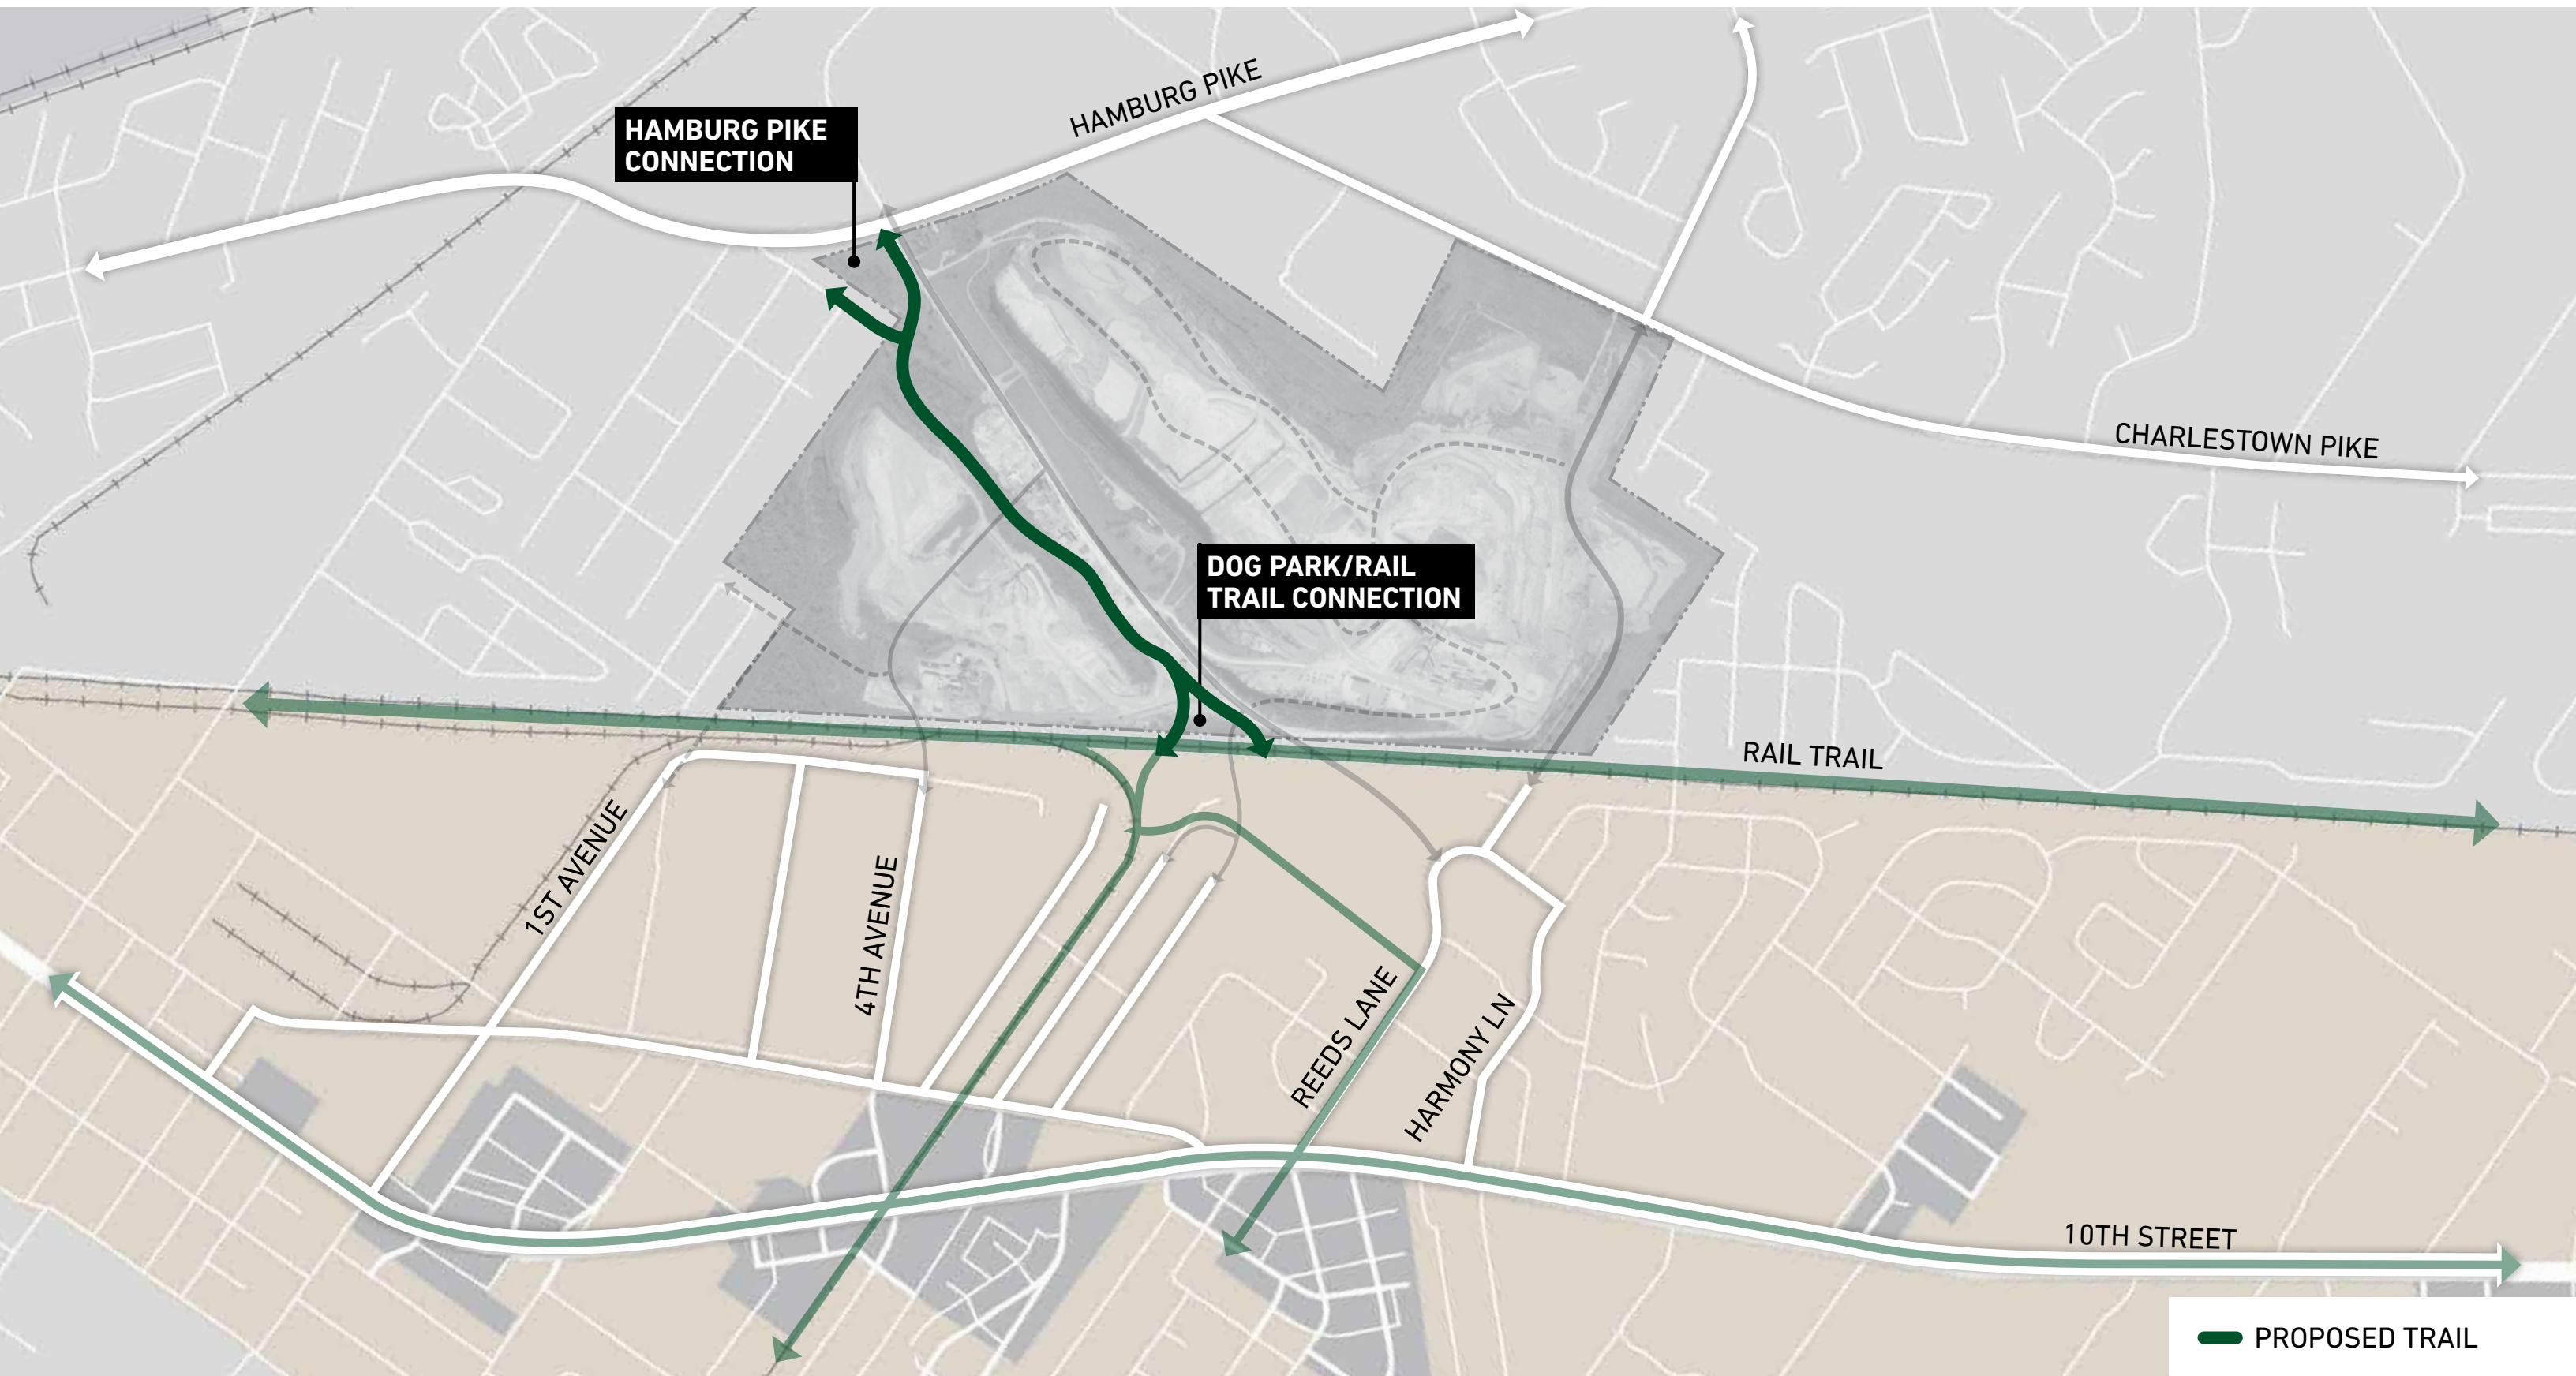 HAMBURG PIKE
HAMBURG PIKE
CONNECTION
CHARLESTOWN PIKE
DOG PARK/RAIL
TRAIL CONNECTION
RAIL TRAIL
1ST AVENUE
4TH AVENUE
REEDS LANE
HARMONY LN
10TH STREET
PROPOSED TRAIL